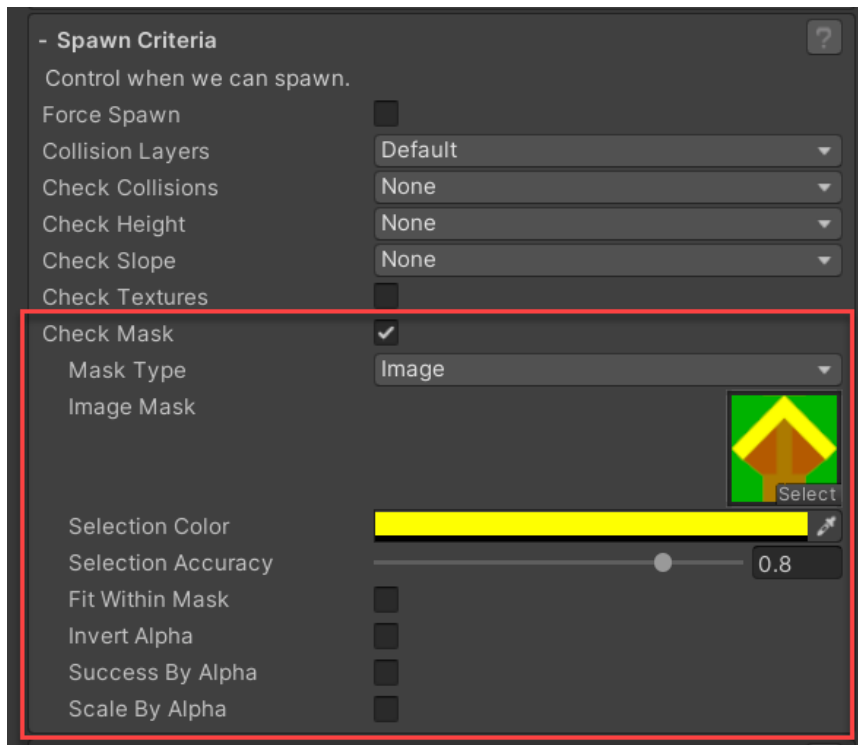 - Spawn Criteria
?
Control when we can spawn.
Force Spawn
Collision Layers Default
Check Collisions None
Check Height None
Check Slope None
Check Textures
Check Mask
Mask Type Image
Image Mask
Select
Selection Color
Selection Accuracy 0.8
Fit Within Mask
Invert Alpha
Success By Alpha
Scale By Alpha